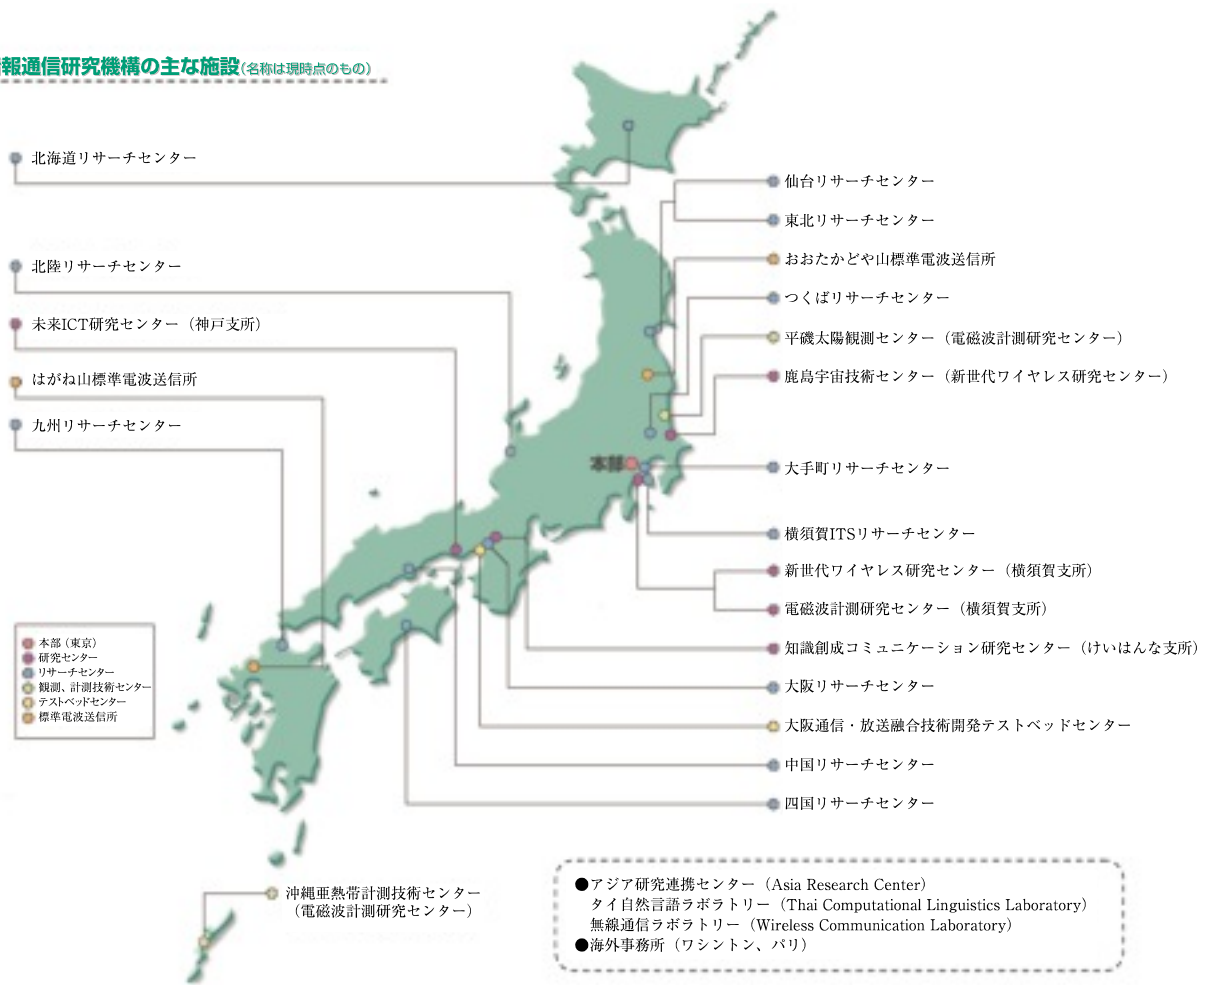 報通信研究機構の主な施設(名称は現時点のもの)
北海道リサーチセンター
北陸リサーチセンター
未来ICT研究センター（神戸支所）
はがね山標準電波送信所
九州リサーチセンター
仙台リサーチセンター
東北リサーチセンター
おおたかどや山標準電波送信所
つくばリサーチセンター
平磯太陽観測センター（電磁波計測研究センター）
鹿島宇宙技術センター（新世代ワイヤレス研究センター）
本部
大手町リサーチセンター
横須賀ITSリサーチセンター
新世代ワイヤレス研究センター（横須賀支所）
電磁波計測研究センター（横須賀支所）
知識創成コミュニケーション研究センター（けいはんな支所）
大阪リサーチセンター
大阪通信・放送融合技術開発テストベッドセンター
中国リサーチセンター
四国リサーチセンター
本部（東京）
研究センター
リサーチセンター
観測、計測技術センター
テストベッドセンター
標準電波送信所
沖縄亜熱帯計測技術センター
（電磁波計測研究センター）
●アジア研究連携センター（Asia Research Center）
タイ自然言語ラボラトリー（Thai Computational Linguistics Laboratory）
無線通信ラボラトリー（Wireless Communication Laboratory）
●海外事務所（ワシントン、パリ）